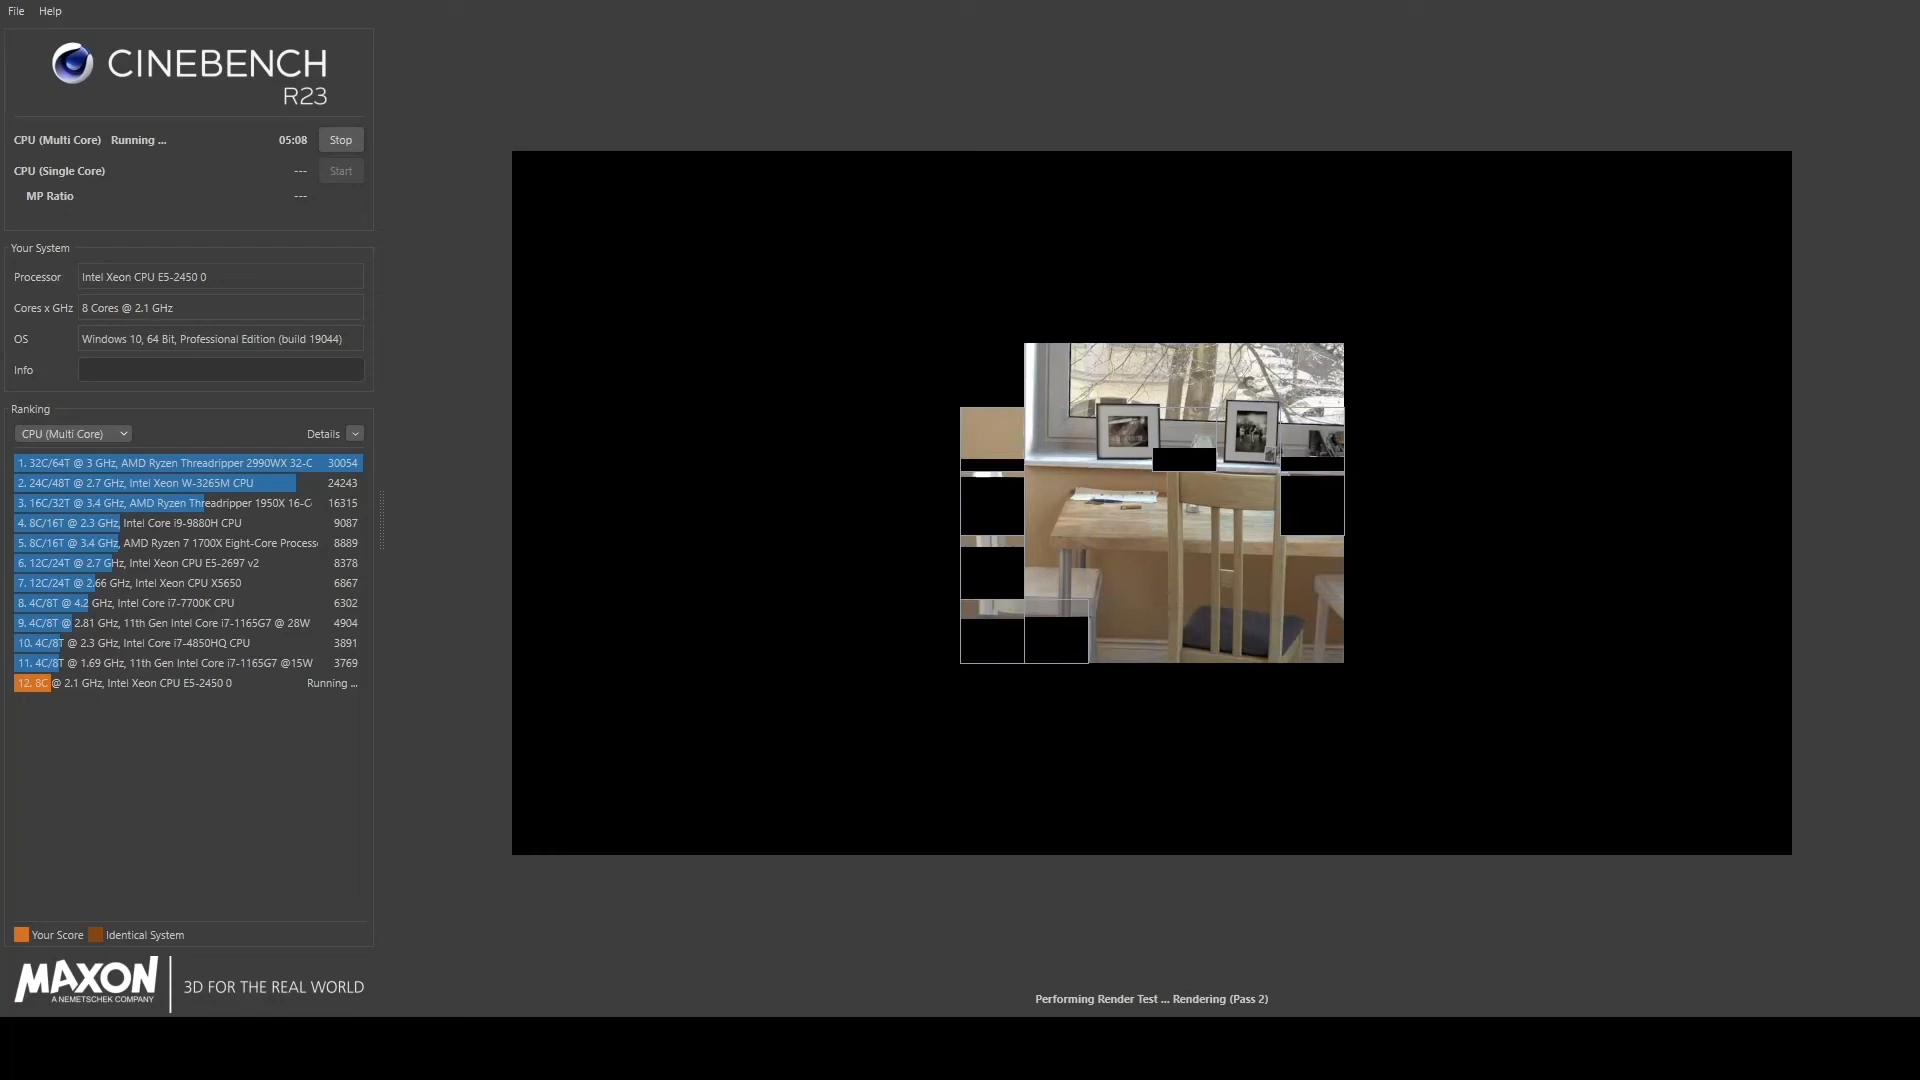 File Help
CINEBENCH
R23
CPU (Multi Core) Running ... 05:08 Stop
CPU (Single Core) --- Start
MP Ratio ---
Your System
Processor Intel Xeon CPU E5-2450 0
Cores x GHz 8 Cores @ 2.1 GHz
OS Windows 10, 64 Bit, Professional Edition (build 19044)
Info
Ranking
CPU (Multi Core) Details
1. 32C/64T @ 3 GHz, AMD Ryzen Threadripper 2990WX 32-C 30054
2. 24C/48T @ 2.7 GHz, Intel Xeon W-3265M CPU 24243
3. 16C/32T @ 3.4 GHz, AMD Ryzen Threadripper 1950X 16-C 16315
4. 8C/16T @ 2.3 GHz, Intel Core i9-9880H CPU 9087
5. 8C/16T @ 3.4 GHz, AMD Ryzen 7 1700X Eight-Core Process 8889
6. 12C/24T @ 2.7 GHz, Intel Xeon CPU E5-2697 v2 8378
7. 12C/24T @ 2.66 GHz, Intel Xeon CPU X5650 6867
8. 4C/8T @ 4.2 GHz, Intel Core i7-7700K CPU 6302
9. 4C/8T @ 2.81 GHz, 11th Gen Intel Core i7-1165G7 @ 28W 4904
10. 4C/8T @ 2.3 GHz, Intel Core i7-4850HQ CPU 3891
11. 4C/8T @ 1.69 GHz, 11th Gen Intel Core i7-1165G7 @15W 3769
12. 8C @ 2.1 GHz, Intel Xeon CPU E5-2450 0 Running ...
Your Score Identical System
MAXON
A NEMETSCHEK COMPANY
3D FOR THE REAL WORLD
Performing Render Test ... Rendering (Pass 2)